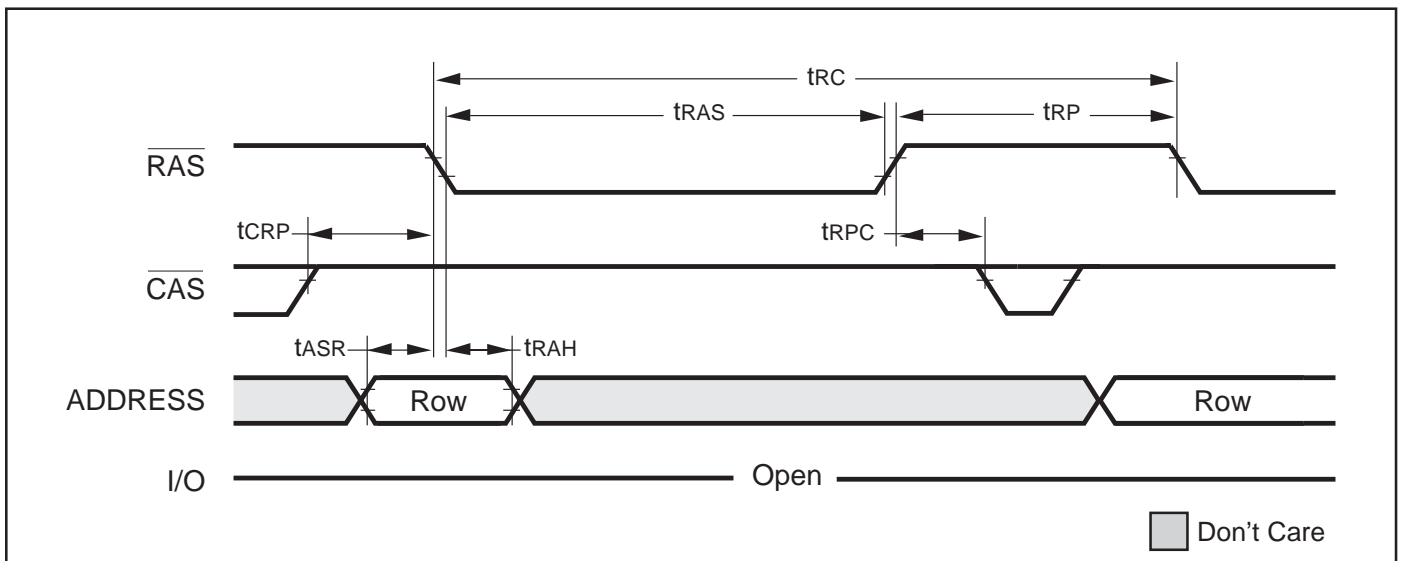 tRC
tRAS
tRP
RAS
tCRP
tRPC
CAS
tASR
tRAH
ADDRESS
Row
Row
I/O
Open
Don't Care